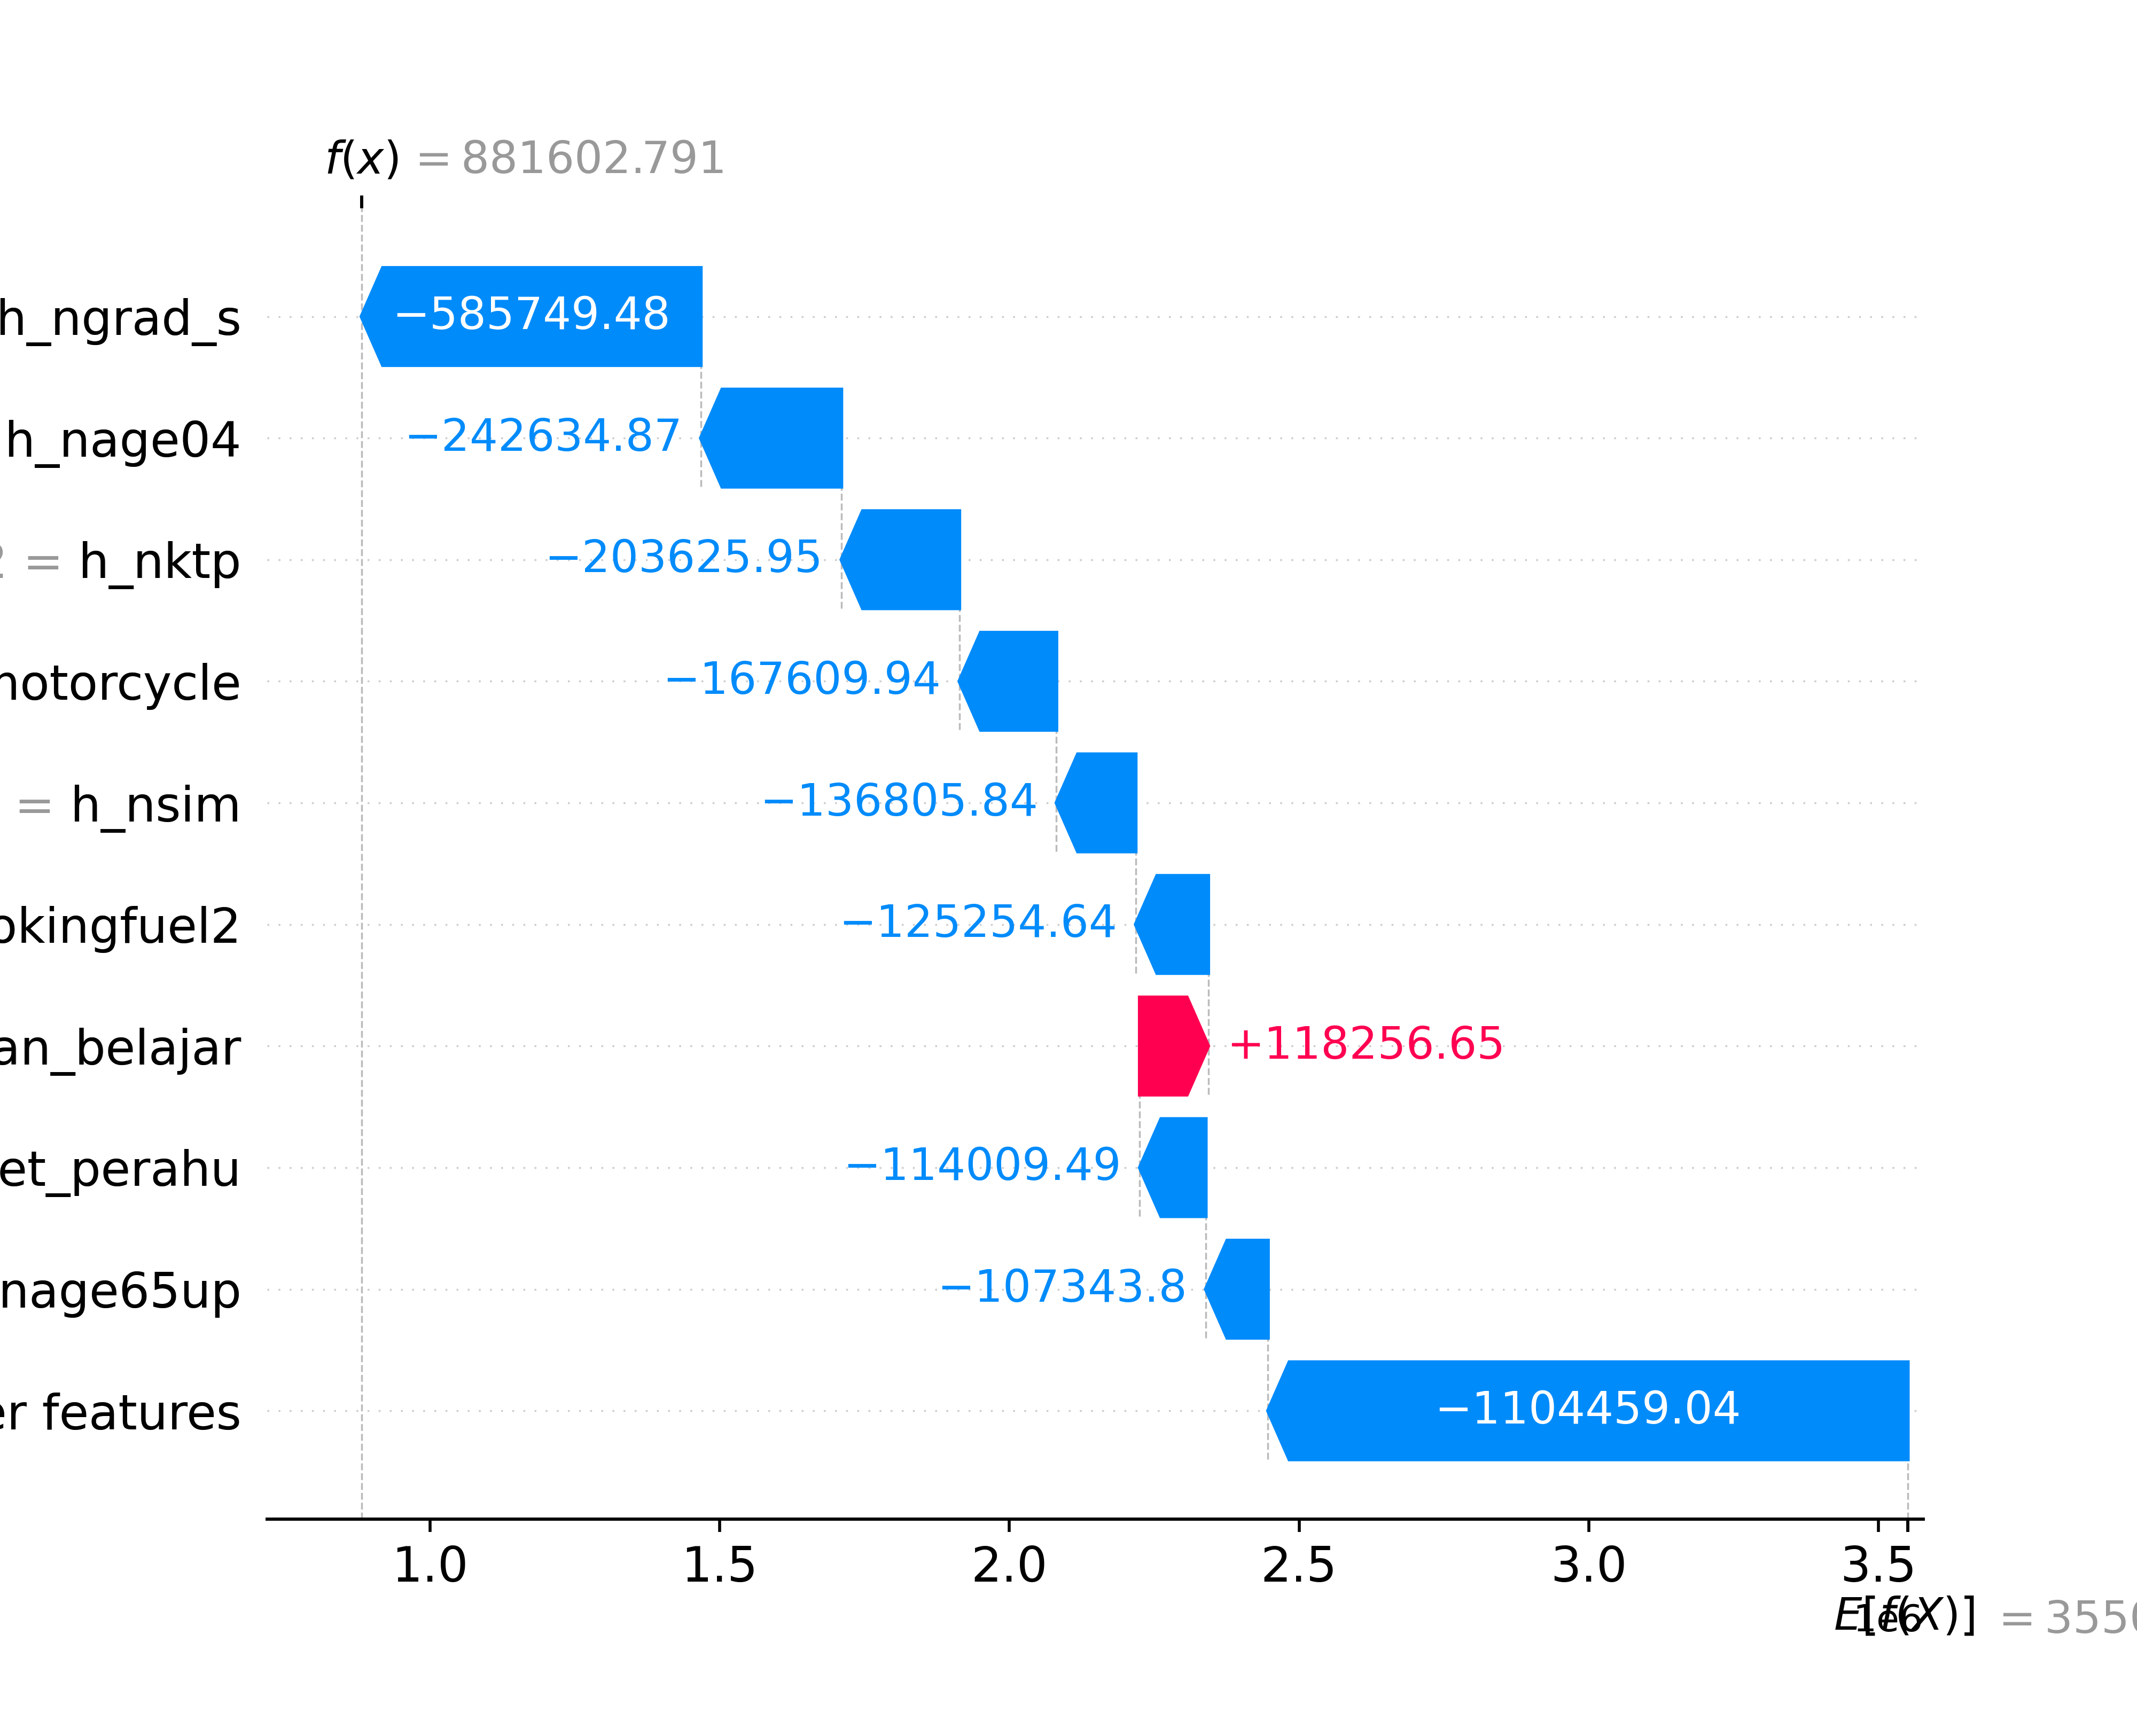 f(x) = 881602.791
h_ngrad_s −585749.48
h_nage04 −242634.87
= h_nktp −203625.95
motorcycle −167609.94
= h_nsim −136805.84
okingfuel2 −125254.64
an_belajar +118256.65
et_perahu −114009.49
nage65up −107343.8
er features −1104459.04
1.0 1.5 2.0 2.5 3.0 3.5
1e6
E[f(X)] = 355